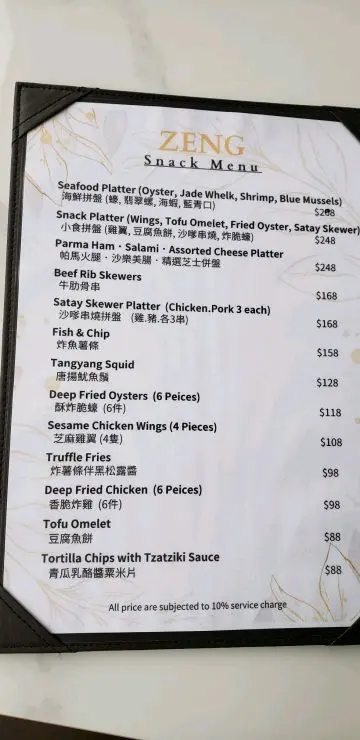 ZENG
Snack Menu
Seafood Platter (Oyster, Jade Whelk, Shrimp, Blue Mussels)
海鮮拼盤 (蠔, 翡翠螺, 海蝦, 藍青口)
$268
Snack Platter (Wings, Tofu Omelet, Fried Oyster, Satay Skewer)
小食拼盤 (雞翼, 豆腐魚餅, 沙嗲串燒, 炸脆蠔)
$248
Parma Ham · Salami · Assorted Cheese Platter
帕馬火腿 · 沙樂美腸 · 精選芝士併盤
$248
Beef Rib Skewers
牛肋骨串
$168
Satay Skewer Platter (Chicken.Pork 3 each)
沙嗲串燒拼盤 (雞.豬.各3串)
$168
Fish & Chip
炸魚薯條
$158
Tangyang Squid
唐揚魷魚鬚
$128
Deep Fried Oysters (6 Peices)
酥炸脆蠔 (6件)
$118
Sesame Chicken Wings (4 Pieces)
芝麻雞翼 (4隻)
$108
Truffle Fries
炸薯條伴黑松露醬
$98
Deep Fried Chicken (6 Peices)
香脆炸雞 (6件)
$98
Tofu Omelet
豆腐魚餅
$88
Tortilla Chips with Tzatziki Sauce
青瓜乳酪醬粟米片
$88
All price are subjected to 10% service charge